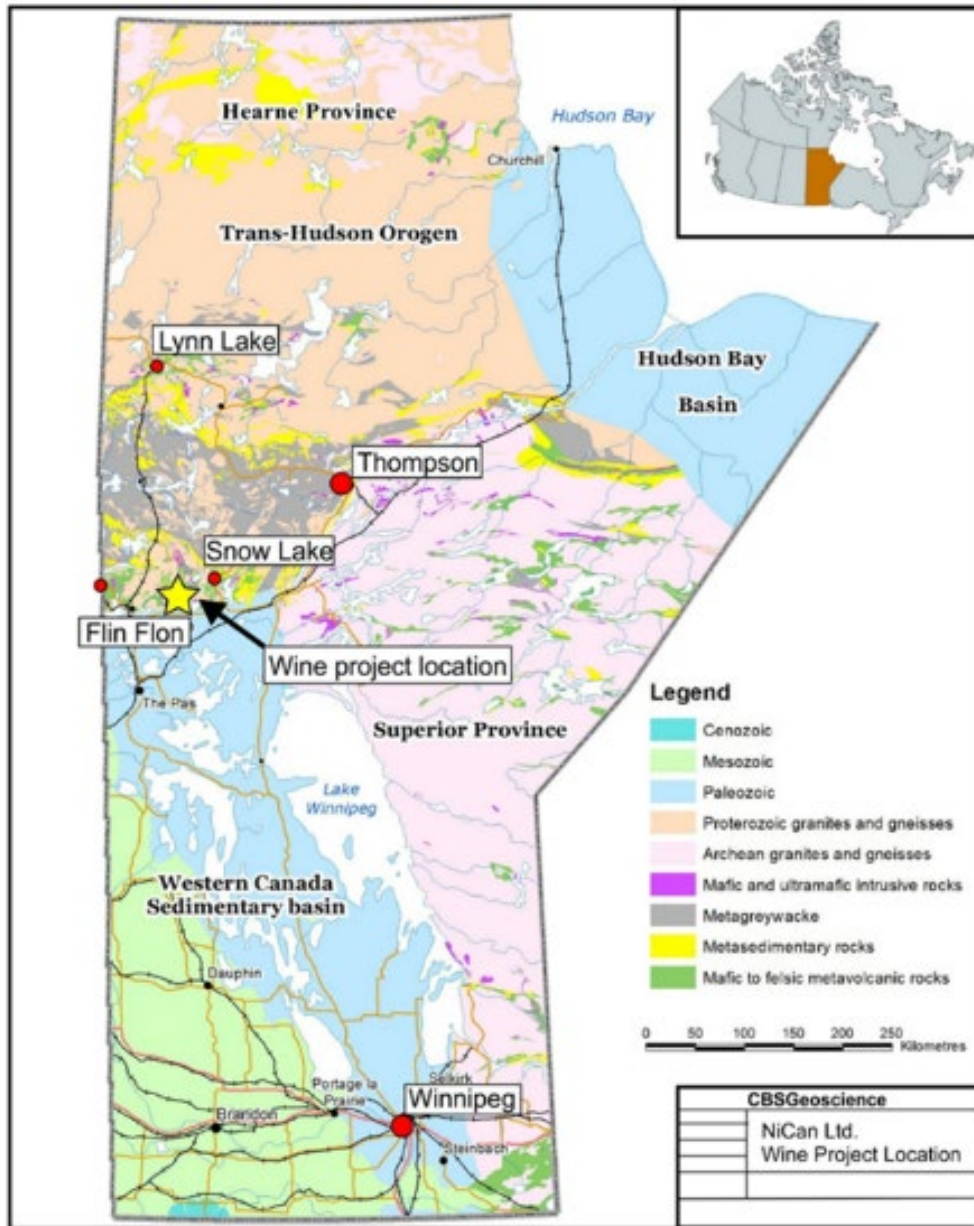 Hearne Province
Hudson Bay
Churchill
Trans-Hudson Orogen
Lynn Lake
Hudson Bay
Basin
Thompson
Snow Lake
Flin Flon
Wine project location
The Pas
Superior Province
Lake
Winnipeg
Western Canada
Sedimentary basin
Dauphin
Portage la
Prairie
Selkirk
Winnipeg
Brandon
Steinbach
Legend
Cenozoic
Mesozoic
Paleozoic
Proterozoic granites and gneisses
Archean granites and gneisses
Mafic and ultramafic intrusive rocks
Metagreywacke
Metasedimentary rocks
Mafic to felsic metavolcanic rocks
0 50 100 150 200 250
Kilometres
CBSGeoscience
NiCan Ltd.
Wine Project Location